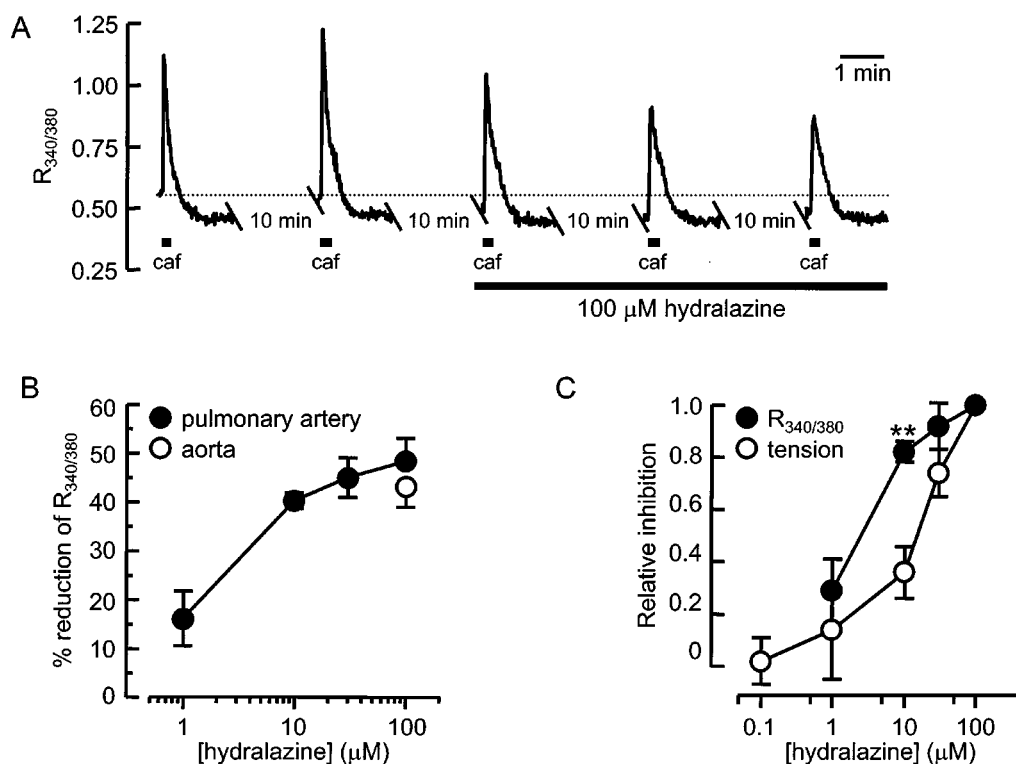 A
1.25
1.00
0.75
0.50
0.25
R340/380
1 min
10 min 10 min 10 min 10 min
caf caf caf caf caf
100 µM hydralazine
B
60
50
40
30
20
10
0
% reduction of R340/380
pulmonary artery
aorta
1 10 100
[hydralazine] (µM)
C
1.0
0.8
0.6
0.4
0.2
0
Relative inhibition
R340/380
tension
**
0.1 1 10 100
[hydralazine] (µM)